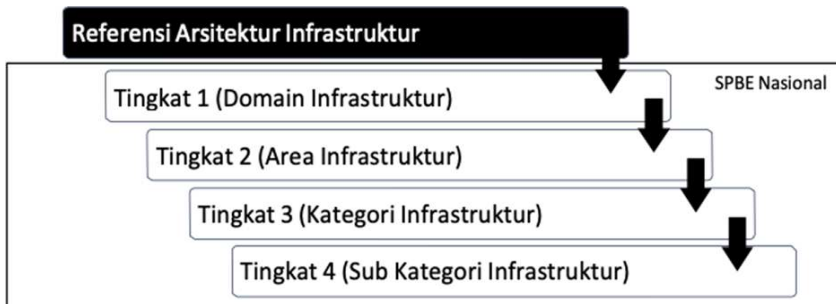 Referensi Arsitektur Infrastruktur
SPBE Nasional
Tingkat 1 (Domain Infrastruktur)
Tingkat 2 (Area Infrastruktur)
Tingkat 3 (Kategori Infrastruktur)
Tingkat 4 (Sub Kategori Infrastruktur)